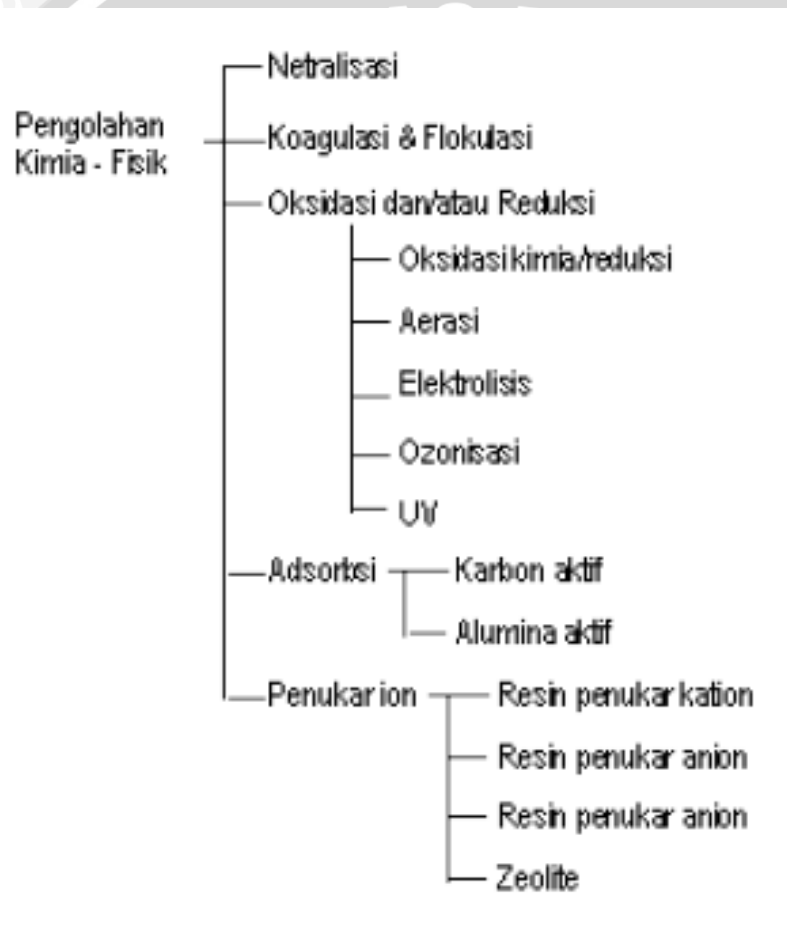 Netralisasi
Pengolahan
Kimia - Fisik
Koagulasi & Flokulasi
Oksidasi dan/atau Reduksi
Oksidasi kimia/reduksi
Aerasi
Elektrolisis
Ozonisasi
UV
Adsorbsi
Karbon aktif
Alumina aktif
Penukar ion
Resin penukar kation
Resin penukar anion
Resin penukar anion
Zeolite